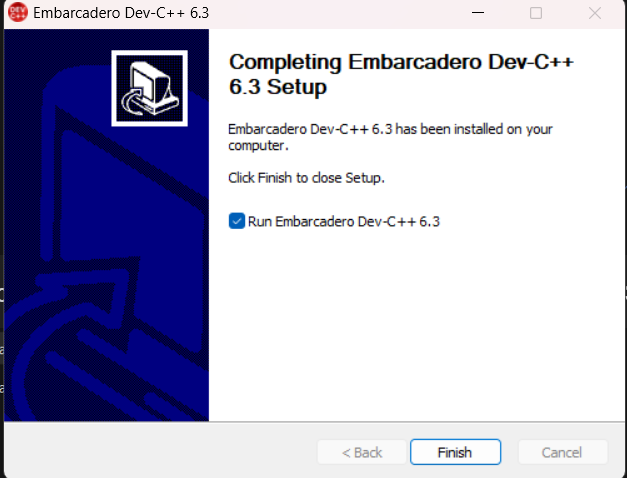 DEV C++
Embarcadero Dev-C++ 6.3
Completing Embarcadero Dev-C++
6.3 Setup
Embarcadero Dev-C++ 6.3 has been installed on your
computer.
Click Finish to close Setup.
Run Embarcadero Dev-C++ 6.3
< Back
Finish
Cancel